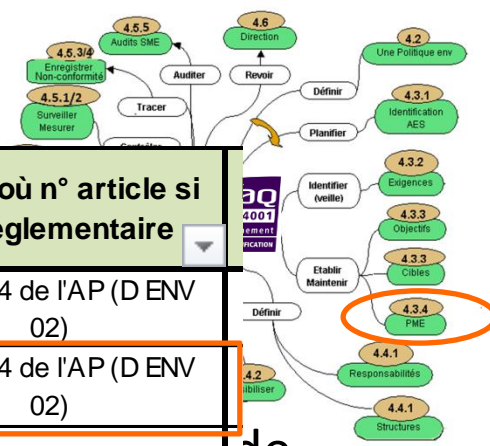 4.5.5
Audits SME
4.6
Direction
4.2
Une Politique env
4.5.3/4
Enregistrer
Non-conformité
Auditer
Revoir
Définir
4.3.1
Identification
AES
4.5.1/2
Surveiller
Mesurer
Tracer
Planifier
où n° article si
églementaire
4 de l'AP (D ENV
02)
4 de l'AP (D ENV
02)
4001
Identifier
(veille)
4.3.2
Exigences
4.3.3
Objectifs
4.3.3
Cibles
Etablir
Maintenir
4.3.4
PME
Définir
4.4.1
Responsabilités
4.4.1
Structures
4.2
ibiliser